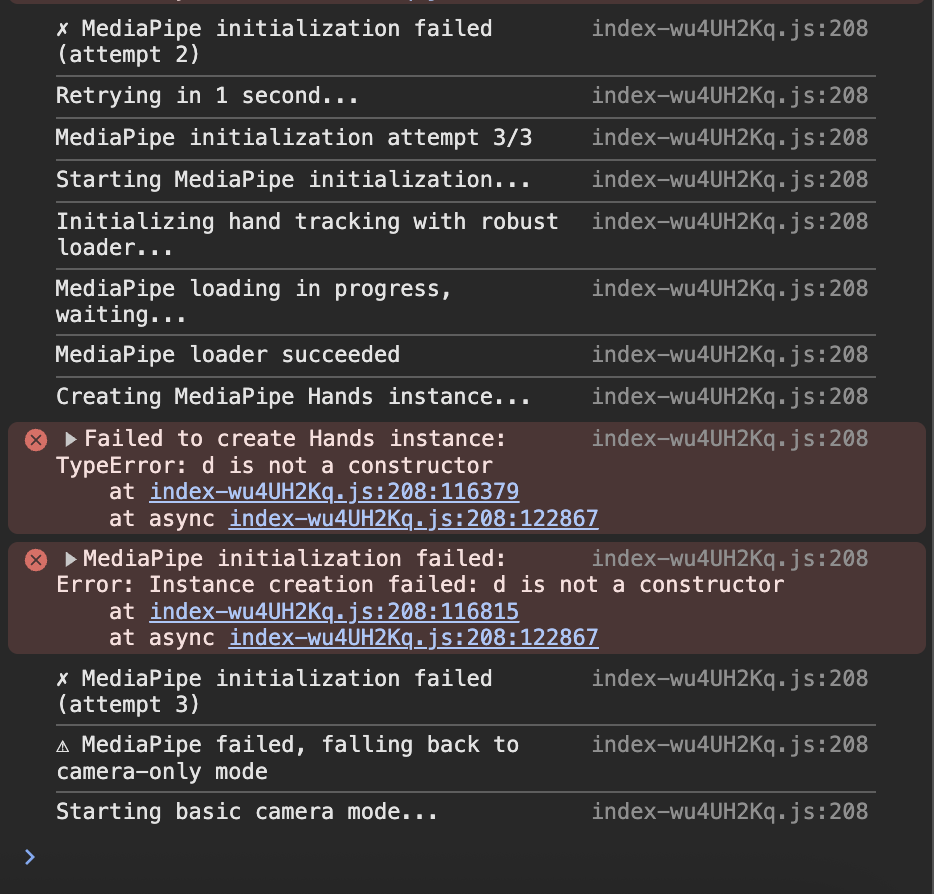 ✗ MediaPipe initialization failed index-wu4UH2Kq.js:208
(attempt 2)
Retrying in 1 second... index-wu4UH2Kq.js:208
MediaPipe initialization attempt 3/3 index-wu4UH2Kq.js:208
Starting MediaPipe initialization... index-wu4UH2Kq.js:208
Initializing hand tracking with robust index-wu4UH2Kq.js:208
loader...
MediaPipe loading in progress, index-wu4UH2Kq.js:208
waiting...
MediaPipe loader succeeded index-wu4UH2Kq.js:208
Creating MediaPipe Hands instance... index-wu4UH2Kq.js:208
Failed to create Hands instance: index-wu4UH2Kq.js:208
TypeError: d is not a constructor
at index-wu4UH2Kq.js:208:116379
at async index-wu4UH2Kq.js:208:122867
MediaPipe initialization failed: index-wu4UH2Kq.js:208
Error: Instance creation failed: d is not a constructor
at index-wu4UH2Kq.js:208:116815
at async index-wu4UH2Kq.js:208:122867
✗ MediaPipe initialization failed index-wu4UH2Kq.js:208
(attempt 3)
⚠ MediaPipe failed, falling back to index-wu4UH2Kq.js:208
camera-only mode
Starting basic camera mode... index-wu4UH2Kq.js:208